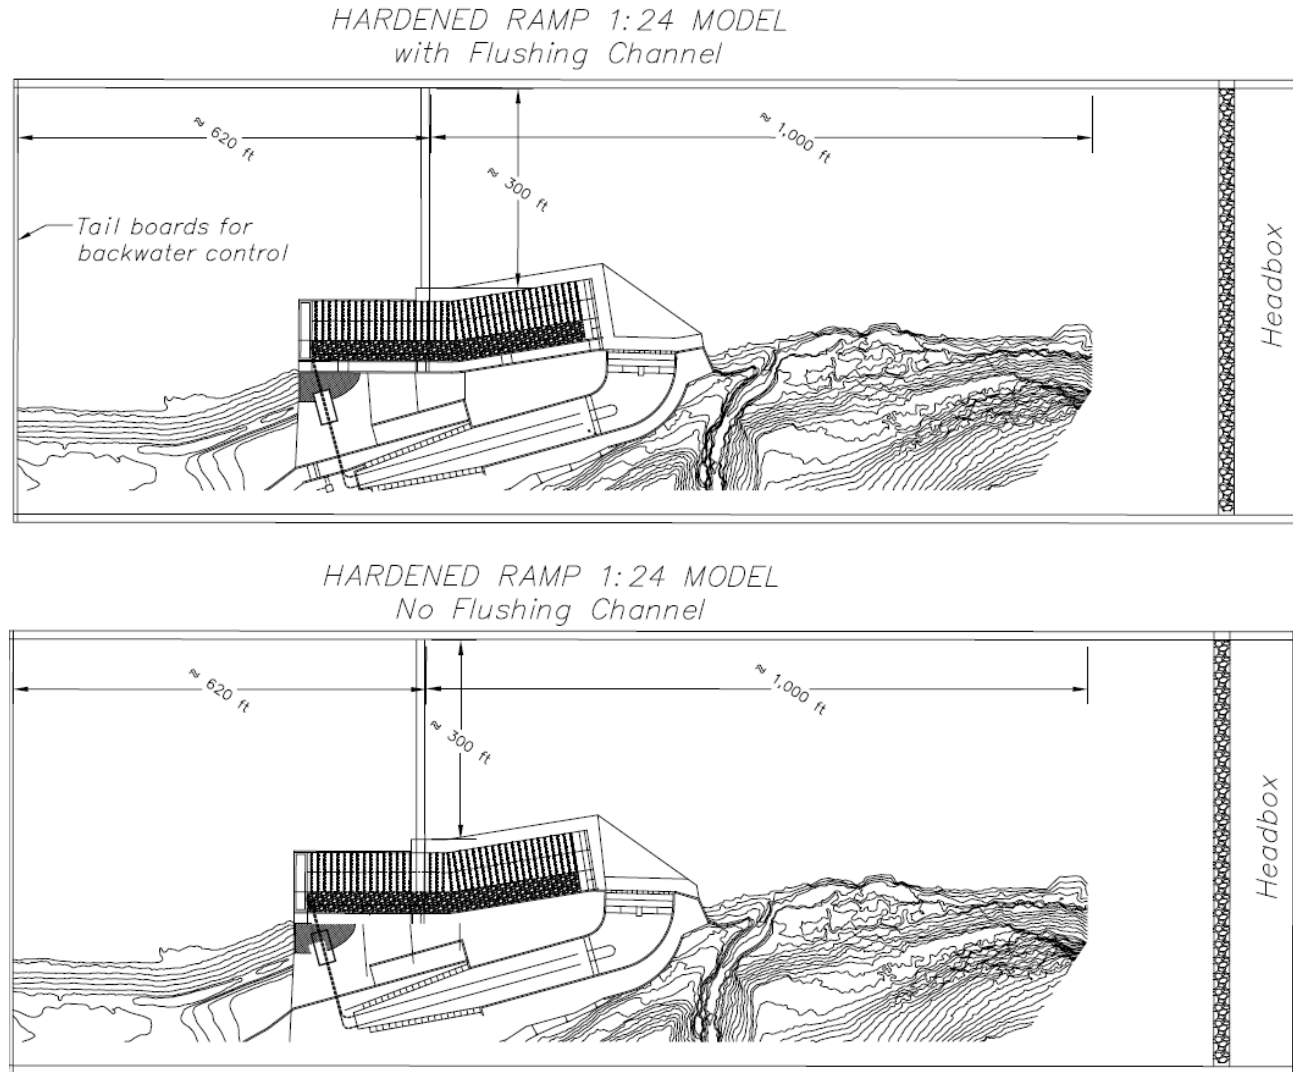 HARDENED RAMP 1:24 MODEL
with Flushing Channel
≈ 620 ft
≈ 1,000 ft
≈ 300 ft
Tail boards for
backwater control
Headbox
HARDENED RAMP 1:24 MODEL
No Flushing Channel
≈ 620 ft
≈ 1,000 ft
≈ 300 ft
Headbox